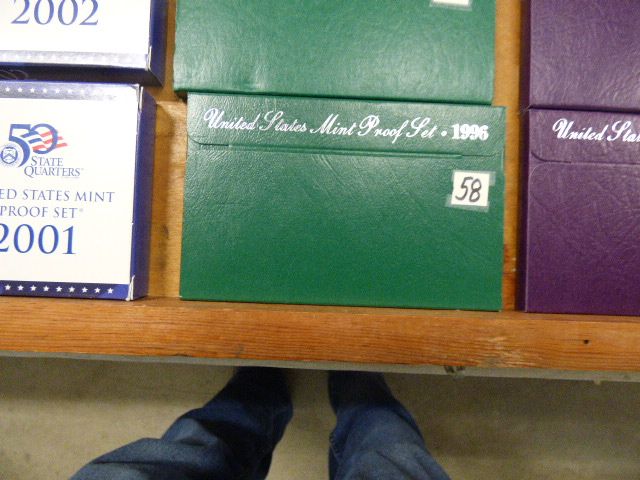 2002
50
STATE
QUARTERS
ED STATES MINT
PROOF SET
2001
United States Mint Proof Set • 1996
58
United St